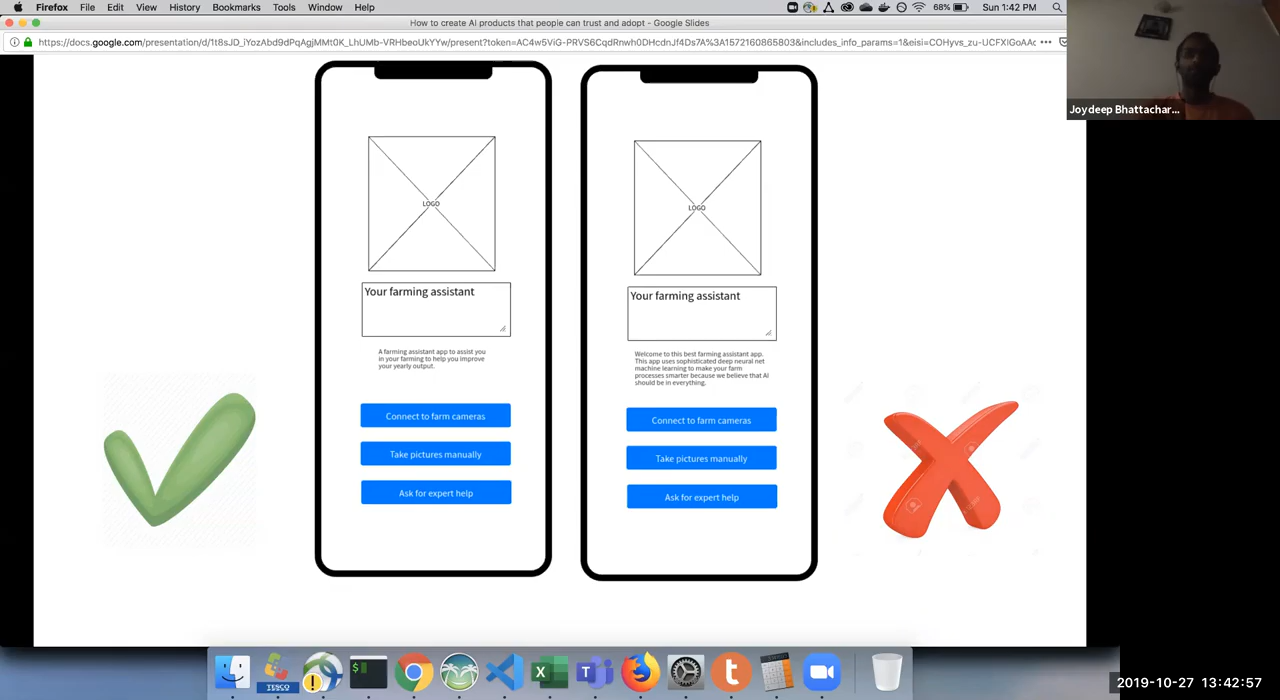 Firefox File Edit View History Bookmarks Tools Window Help 68% Sun 1:42 PM
How to create AI products that people can trust and adopt - Google Slides
Joydeep Bhattachar...
LOGO
Your farming assistant
A farming assistant app to assist you
in your farming to help you improve
your yearly output.
Connect to farm cameras
Take pictures manually
Ask for expert help
LOGO
Your farming assistant
Welcome to this best farming assistant app.
This app uses sophisticated deep neural net
machine learning to make your farm
processes smarter because we believe that AI
should be in everything.
Connect to farm cameras
Take pictures manually
Ask for expert help
2019-10-27 13:42:57